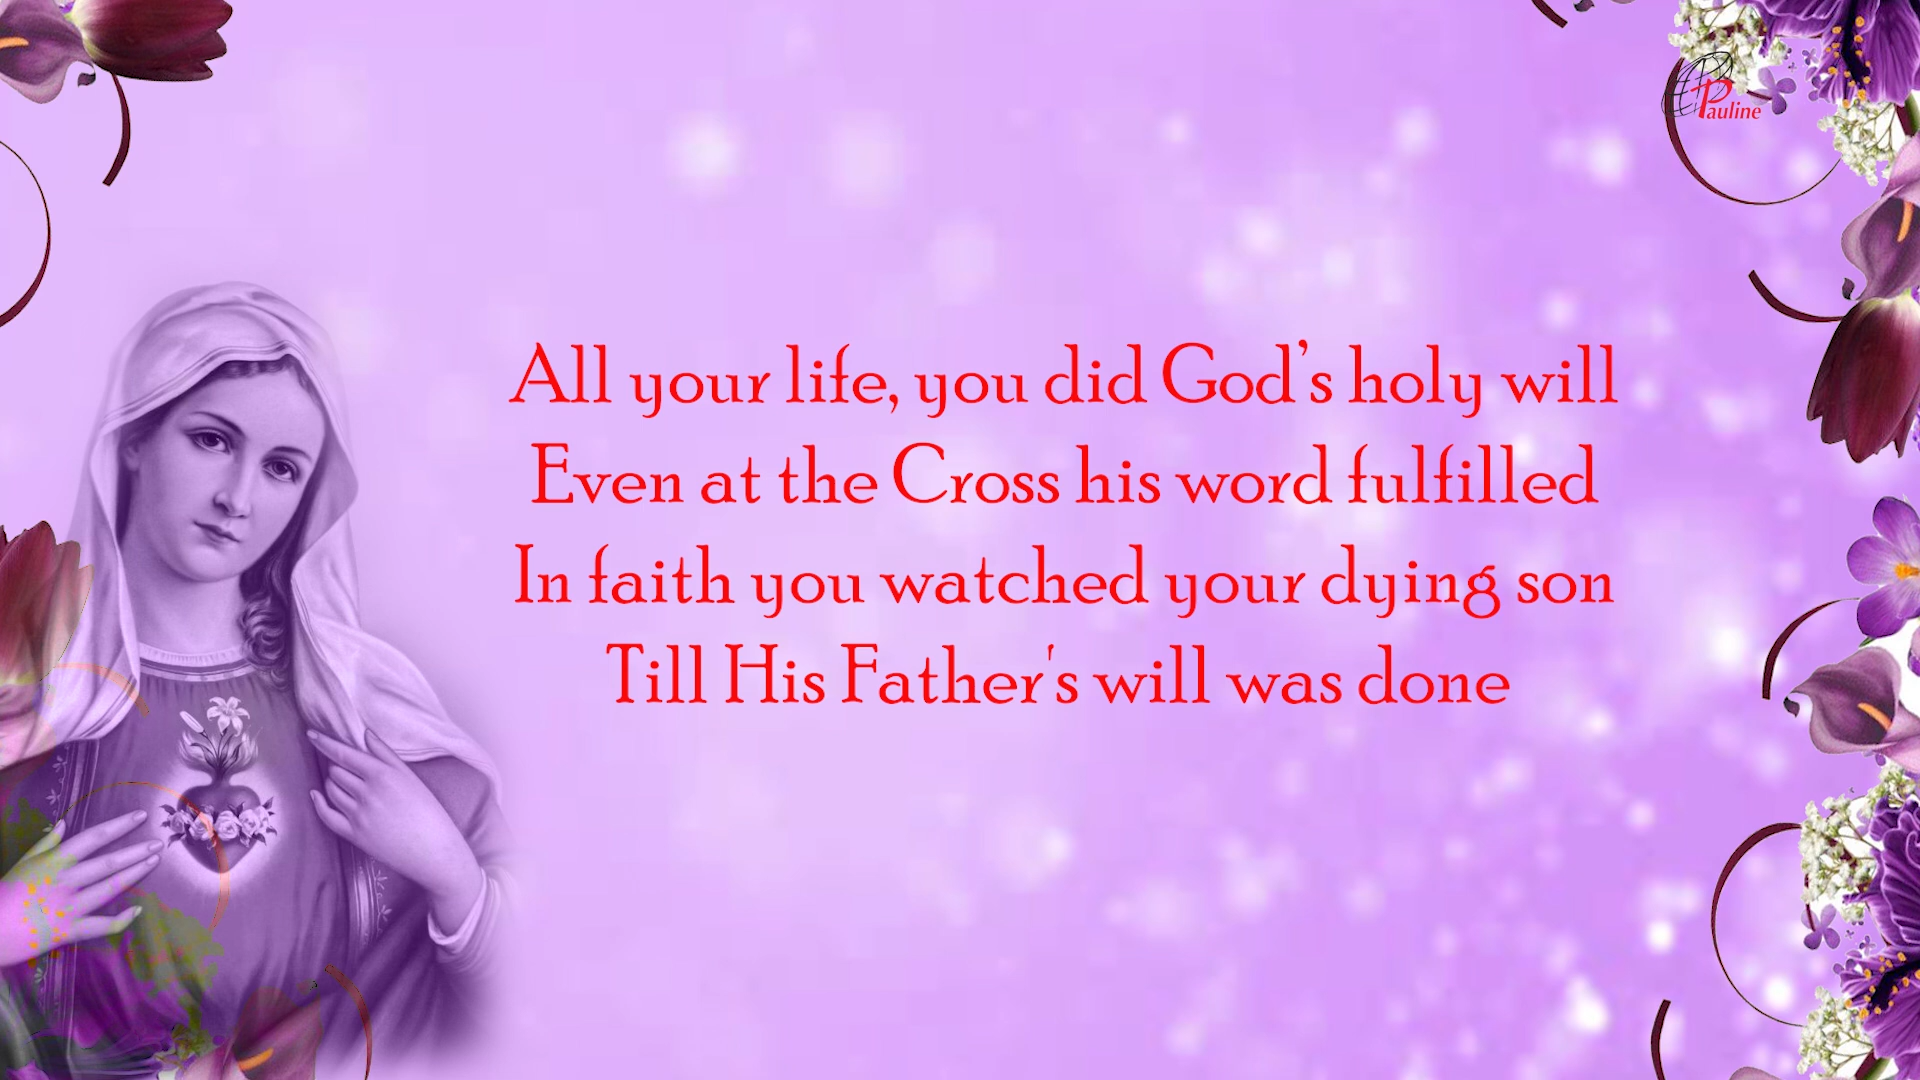 Pauline
All your life, you did God’s holy will
Even at the Cross his word fulfilled
In faith you watched your dying son
Till His Father's will was done